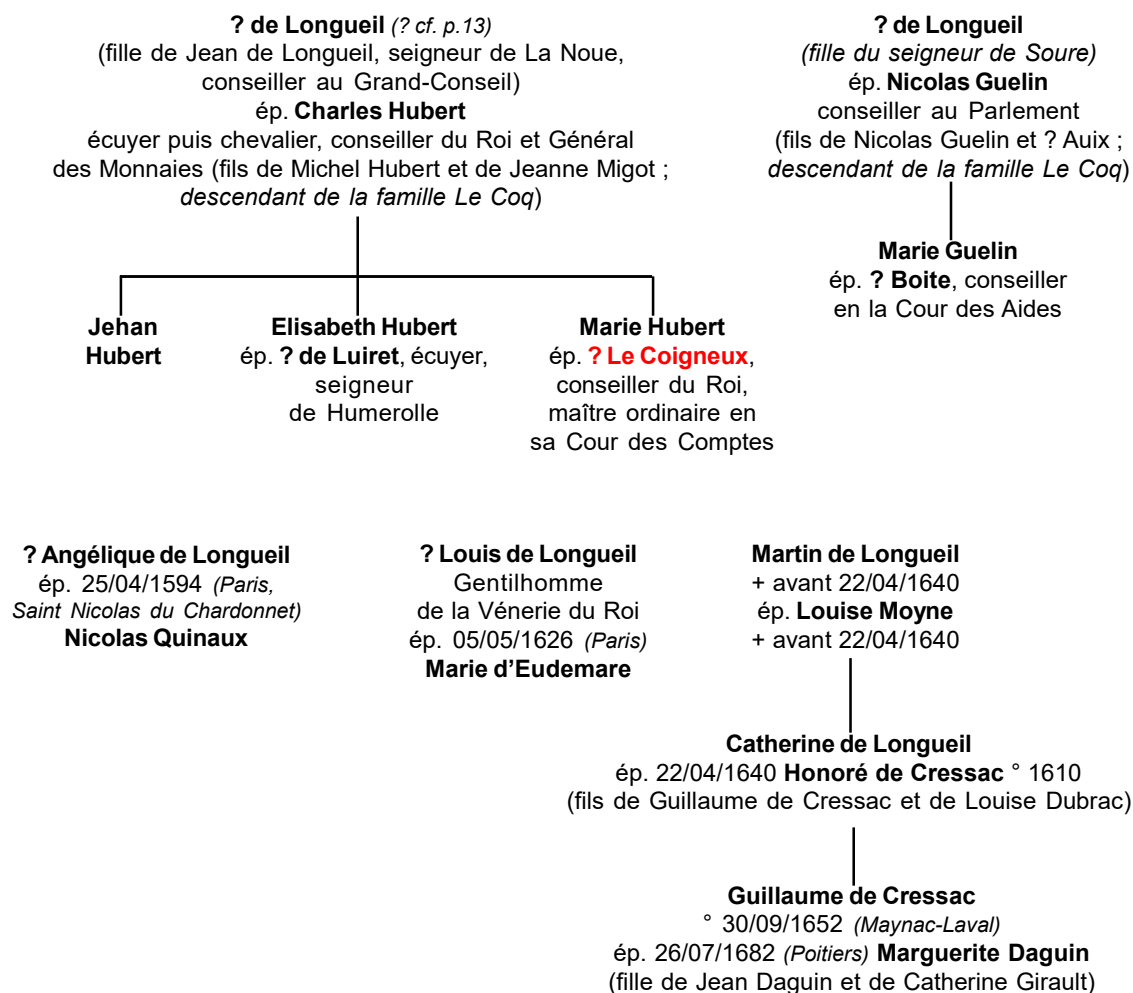 ? de Longueil (? cf. p.13)
(fille de Jean de Longueil, seigneur de La Noue,
conseiller au Grand-Conseil)
ép. Charles Hubert
écuyer puis chevalier, conseiller du Roi et Général
des Monnaies (fils de Michel Hubert et de Jeanne Migot ;
descendant de la famille Le Coq)
? de Longueil
(fille du seigneur de Soure)
ép. Nicolas Guelin
conseiller au Parlement
(fils de Nicolas Guelin et ? Auix ;
descendant de la famille Le Coq)
Marie Guelin
ép. ? Boite, conseiller
en la Cour des Aides
Jehan
Hubert
Elisabeth Hubert
ép. ? de Luiret, écuyer,
seigneur
de Humerolle
Marie Hubert
ép. ? Le Coigneux,
conseiller du Roi,
maître ordinaire en
sa Cour des Comptes
? Angélique de Longueil
ép. 25/04/1594 (Paris,
Saint Nicolas du Chardonnet)
Nicolas Quinaux
? Louis de Longueil
Gentilhomme
de la Vénerie du Roi
ép. 05/05/1626 (Paris)
Marie d'Eudemare
Martin de Longueil
+ avant 22/04/1640
ép. Louise Moyne
+ avant 22/04/1640
Catherine de Longueil
ép. 22/04/1640 Honoré de Cressac ° 1610
(fils de Guillaume de Cressac et de Louise Dubrac)
Guillaume de Cressac
° 30/09/1652 (Maynac-Laval)
ép. 26/07/1682 (Poitiers) Marguerite Daguin
(fille de Jean Daguin et de Catherine Girault)